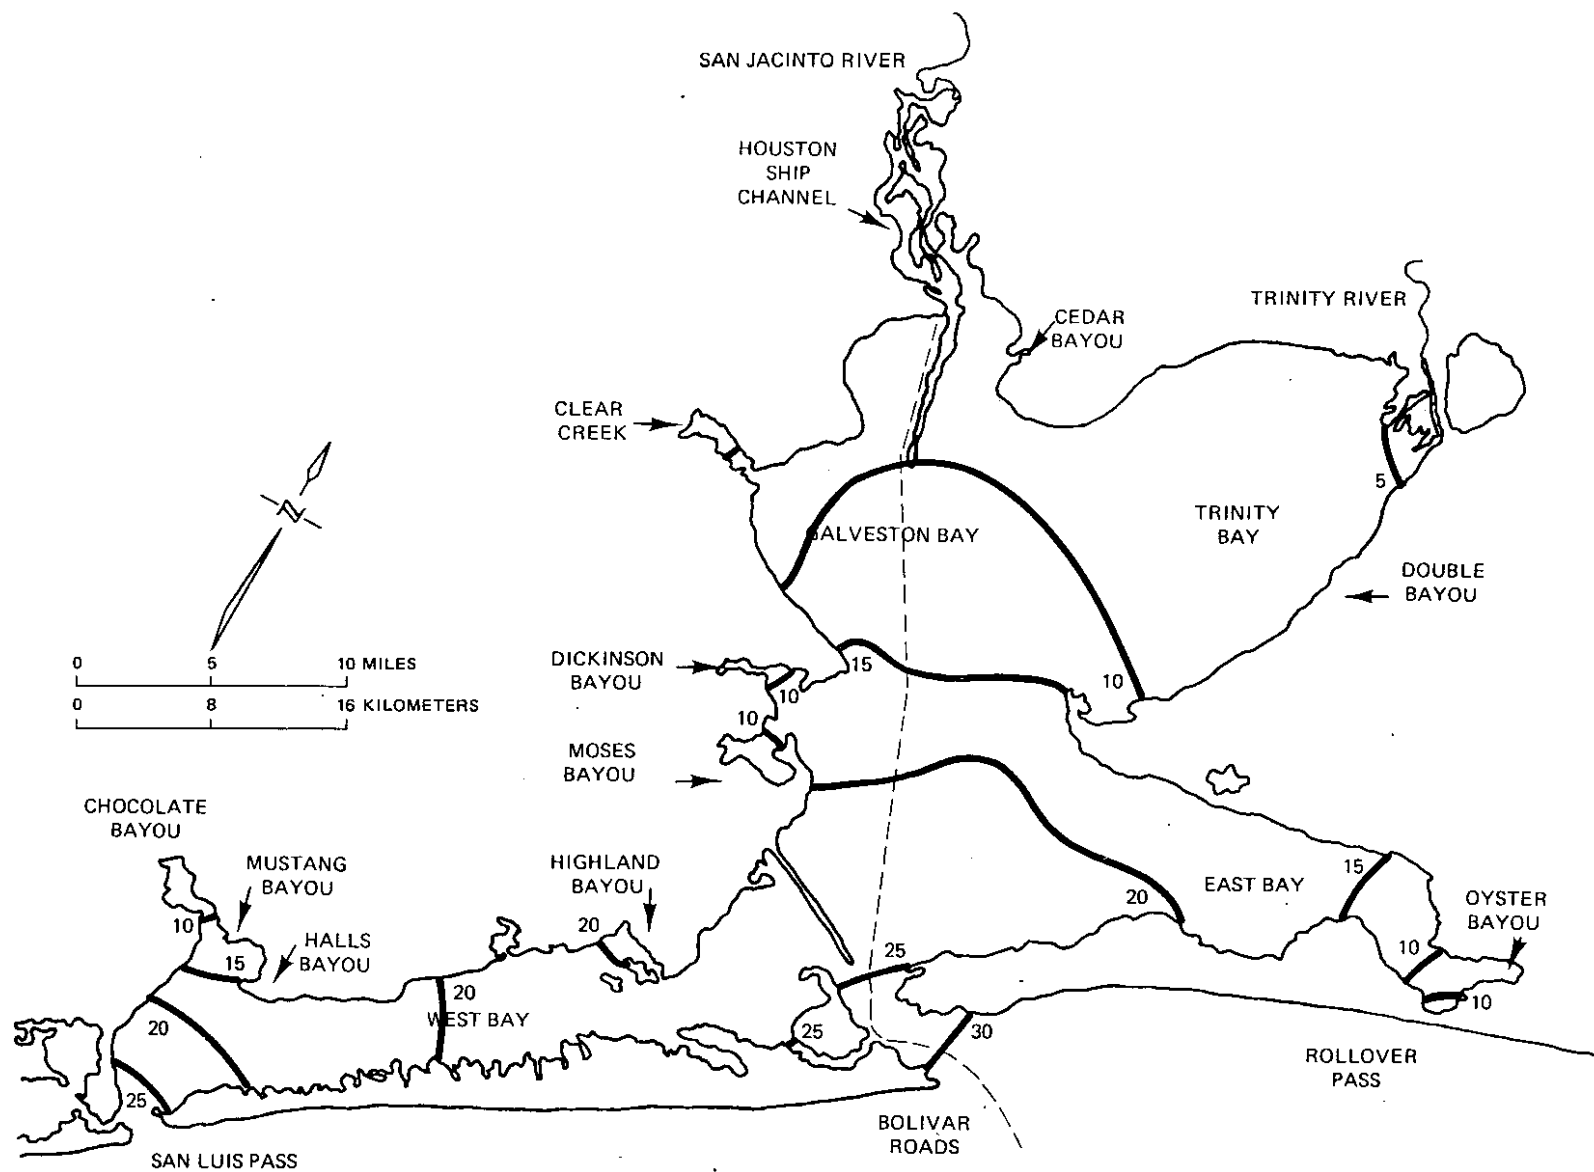 SAN JACINTO RIVER
HOUSTON
SHIP
CHANNEL
TRINITY RIVER
CEDAR
BAYOU
CLEAR
CREEK
5
TRINITY
BAY
GALVESTON BAY
N
DOUBLE
BAYOU
DICKINSON
BAYOU
15
10
10
0 5 10 MILES
0 8 16 KILOMETERS
10
MOSES
BAYOU
CHOCOLATE
BAYOU
MUSTANG
BAYOU
HIGHLAND
BAYOU
15
EAST BAY
20
OYSTER
BAYOU
10
20
HALLS
BAYOU
15
25
10
20
10
20
WEST BAY
25
30
25
ROLLOVER
PASS
BOLIVAR
ROADS
SAN LUIS PASS